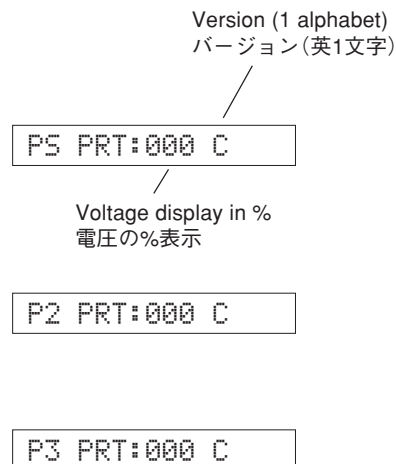 Version (1 alphabet)
バージョン（英1文字）
PS PRT:000 C
Voltage display in %
電圧の%表示
P2 PRT:000 C
P3 PRT:000 C